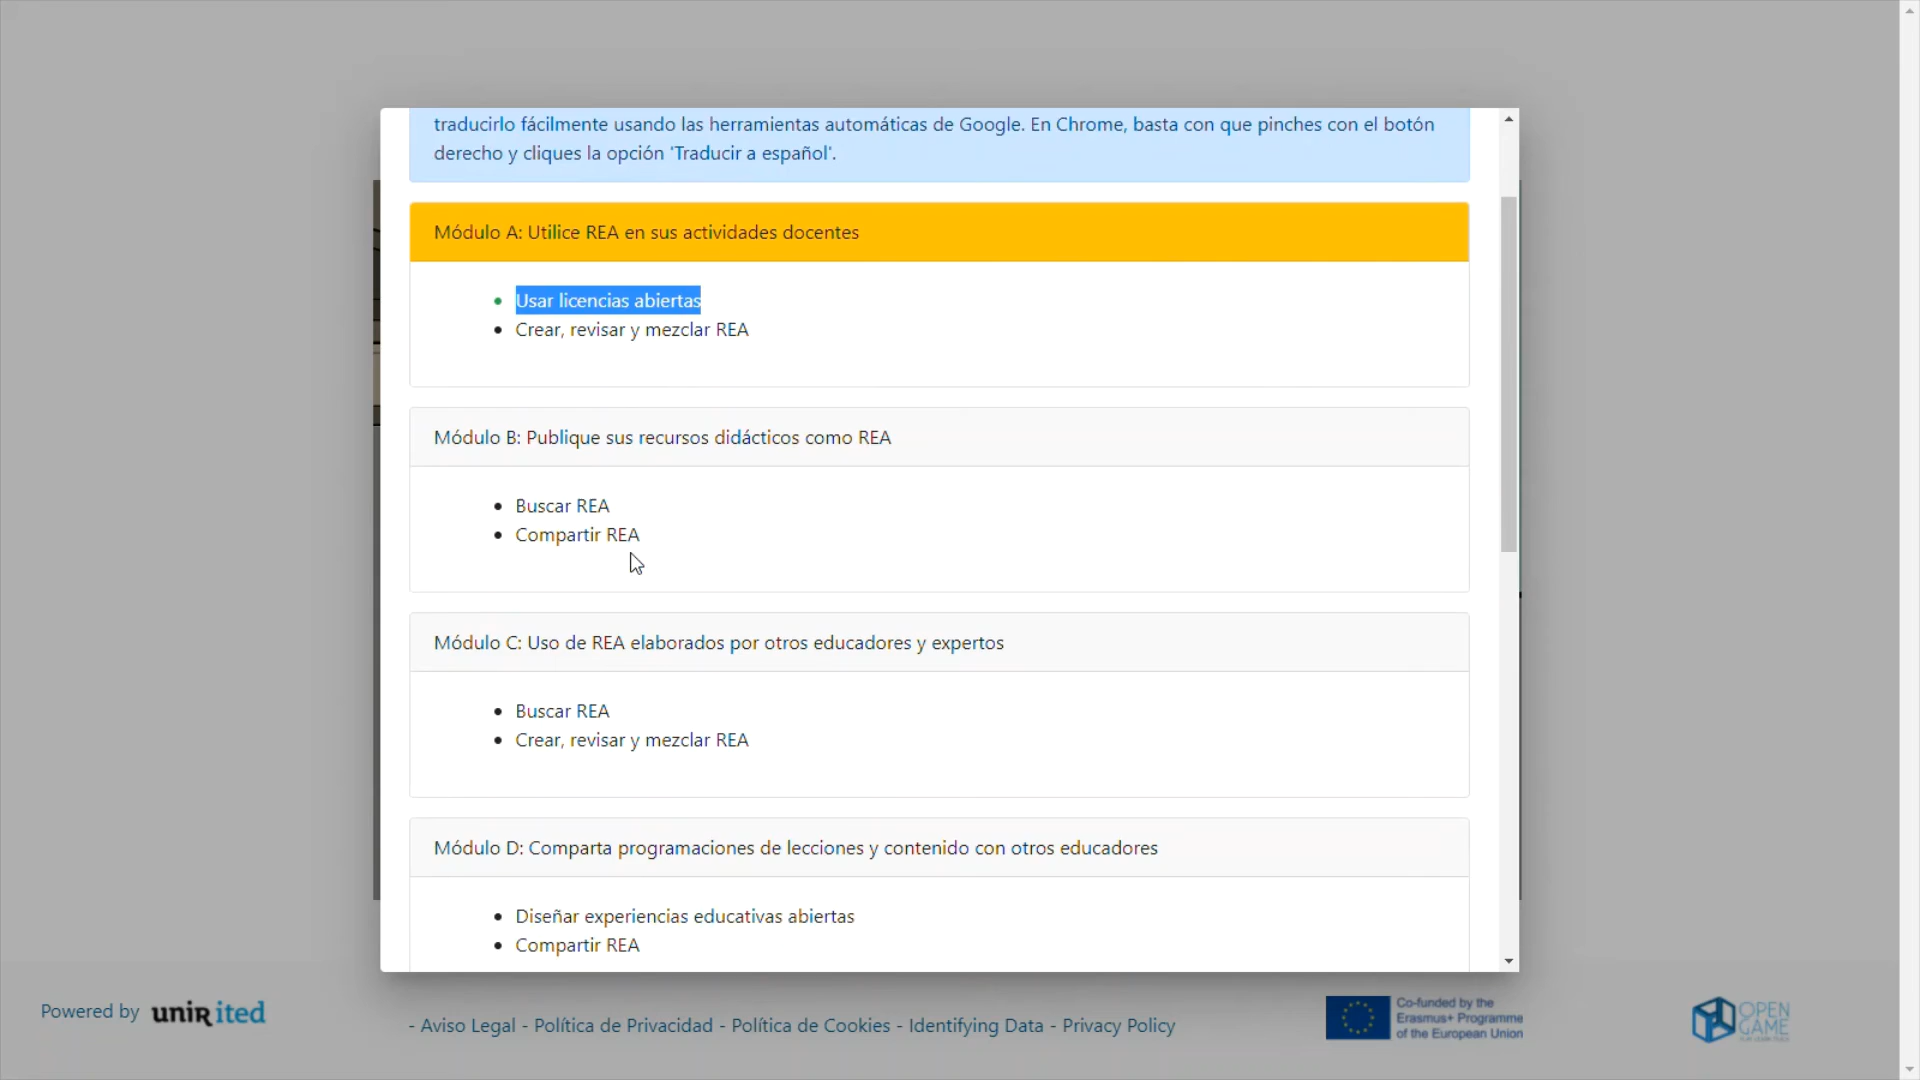 traducirlo fácilmente usando las herramientas automáticas de Google. En Chrome, basta con que pinches con el botón
derecho y cliques la opción 'Traducir a español'.
Módulo A: Utilice REA en sus actividades docentes
Usar licencias abiertas
Crear, revisar y mezclar REA
Módulo B: Publique sus recursos didácticos como REA
Buscar REA
Compartir REA
Módulo C: Uso de REA elaborados por otros educadores y expertos
Buscar REA
Crear, revisar y mezclar REA
Módulo D: Comparta programaciones de lecciones y contenido con otros educadores
Diseñar experiencias educativas abiertas
Compartir REA
Powered by unir ited
- Aviso Legal - Política de Privacidad - Política de Cookies - Identifying Data - Privacy Policy
Co-funded by the
Erasmus+ Programme
of the European Union
OPEN
GAME